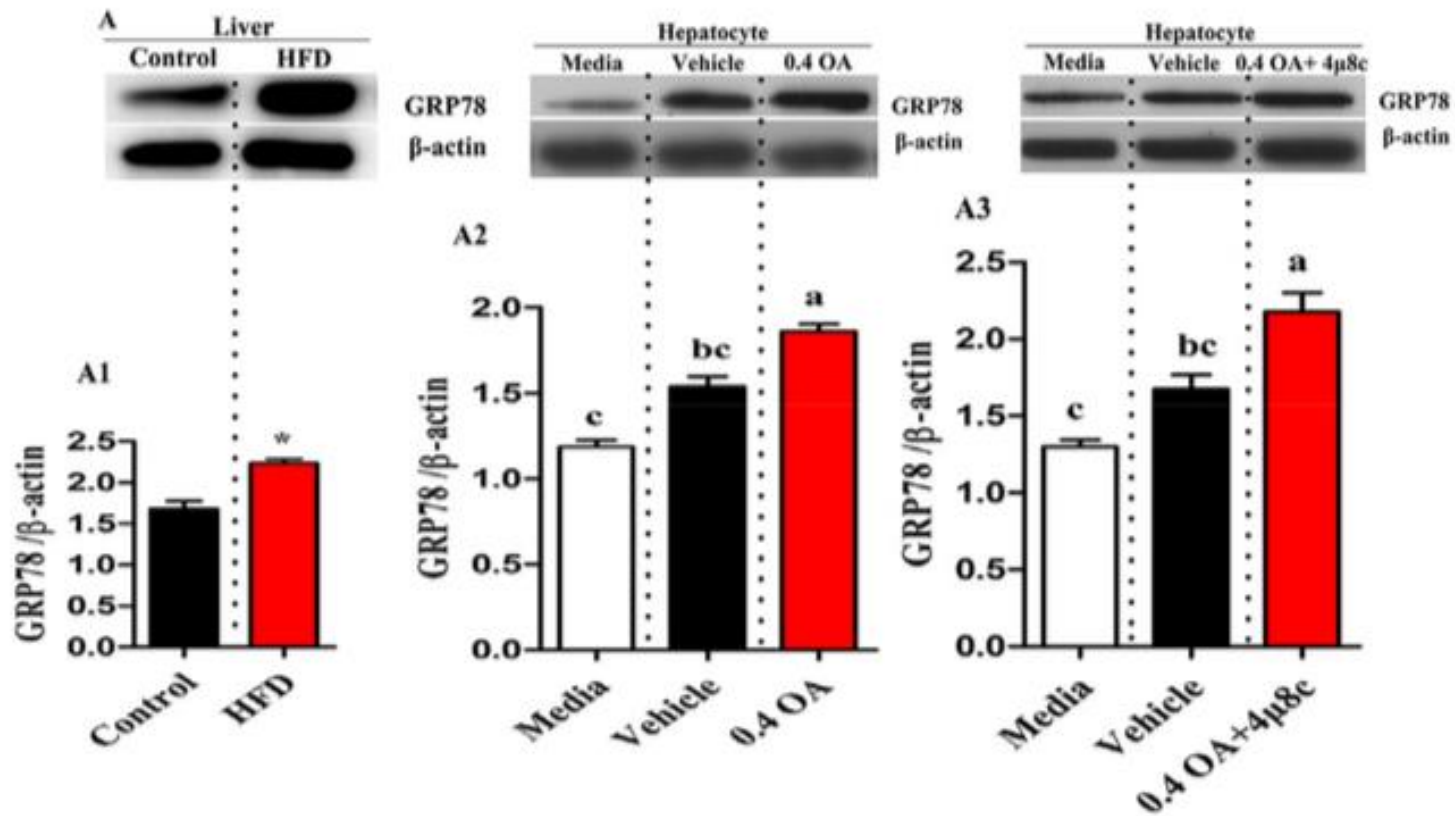 A
Liver
Control HFD
GRP78
β-actin
Hepatocyte
Media Vehicle 0.4 OA
GRP78
β-actin
Hepatocyte
Media Vehicle 0.4 OA+ 4μ8c
GRP78
β-actin
A1
GRP78 /β-actin
2.5
2.0
1.5
1.0
0.5
0.0
*
Control
HFD
A2
GRP78 /β-actin
2.0
1.5
1.0
0.5
0.0
c
bc
a
Media
Vehicle
0.4 OA
A3
GRP78 /β-actin
2.5
2.0
1.5
1.0
0.5
0.0
c
bc
a
Media
Vehicle
0.4 OA+4μ8c